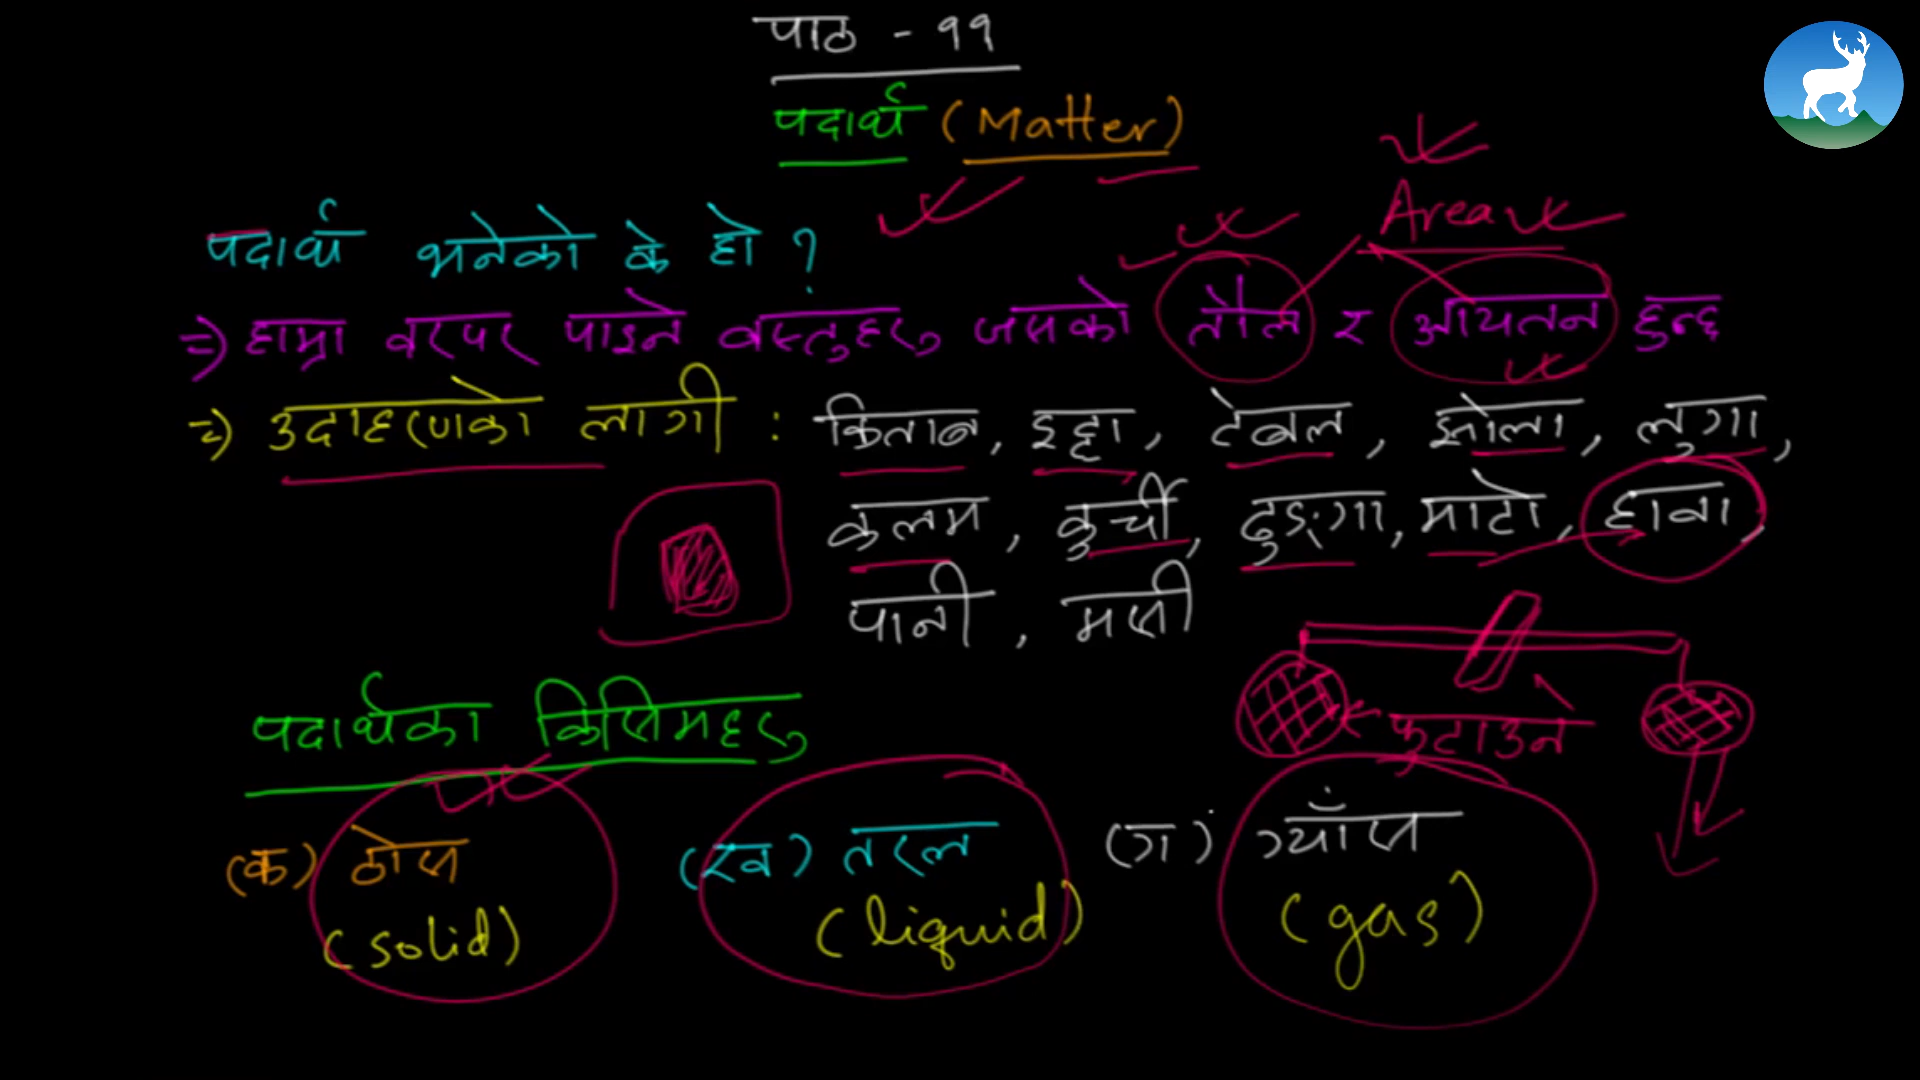 पाठ - ११
पदार्थ (Matter)
Area
पदार्थ भनेको के हो ?
=) हाम्रा वरपर पाइने वस्तुहरु जसको तौल र आयतन हुन्छ
=) उदाहरणको लागी : किताब, इट्टा, टेबल, झोला, लुगा,
कलम, कुर्ची, ढुङ्गा, माटो, हावा,
पानी, मसी
फुटाउन
पदार्थका किसिमहरु
(क) ठोस (ख) तरल (ग) ग्याँस
(solid) (liquid) (gas)